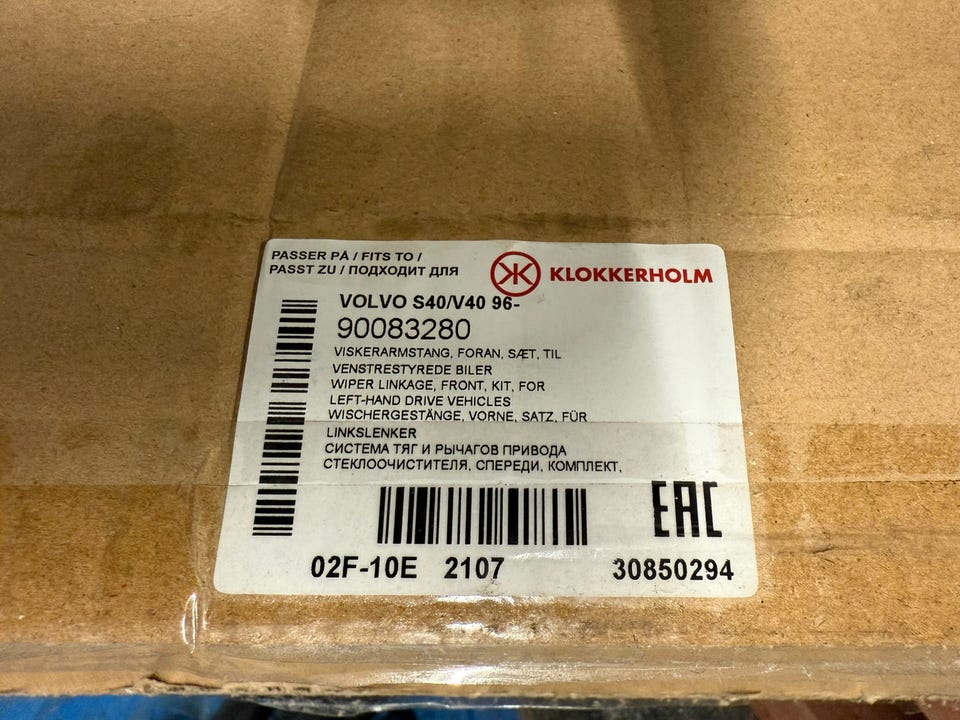 PASSER PÅ / FITS TO /
PASST ZU / ПОДХОДИТ ДЛЯ
KLOKKERHOLM
VOLVO S40/V40 96-
90083280
VISKERARMSTANG, FORAN, SÆT, TIL
VENSTRESTYREDE BILER
WIPER LINKAGE, FRONT, KIT, FOR
LEFT-HAND DRIVE VEHICLES
WISCHERGESTÄNGE, VORNE, SATZ, FÜR
LINKSLENKER
СИСТЕМА ТЯГ И РЫЧАГОВ ПРИВОДА
СТЕКЛООЧИСТИТЕЛЯ, СПЕРЕДИ, КОМПЛЕКТ,
EAC
02F-10E 2107 30850294